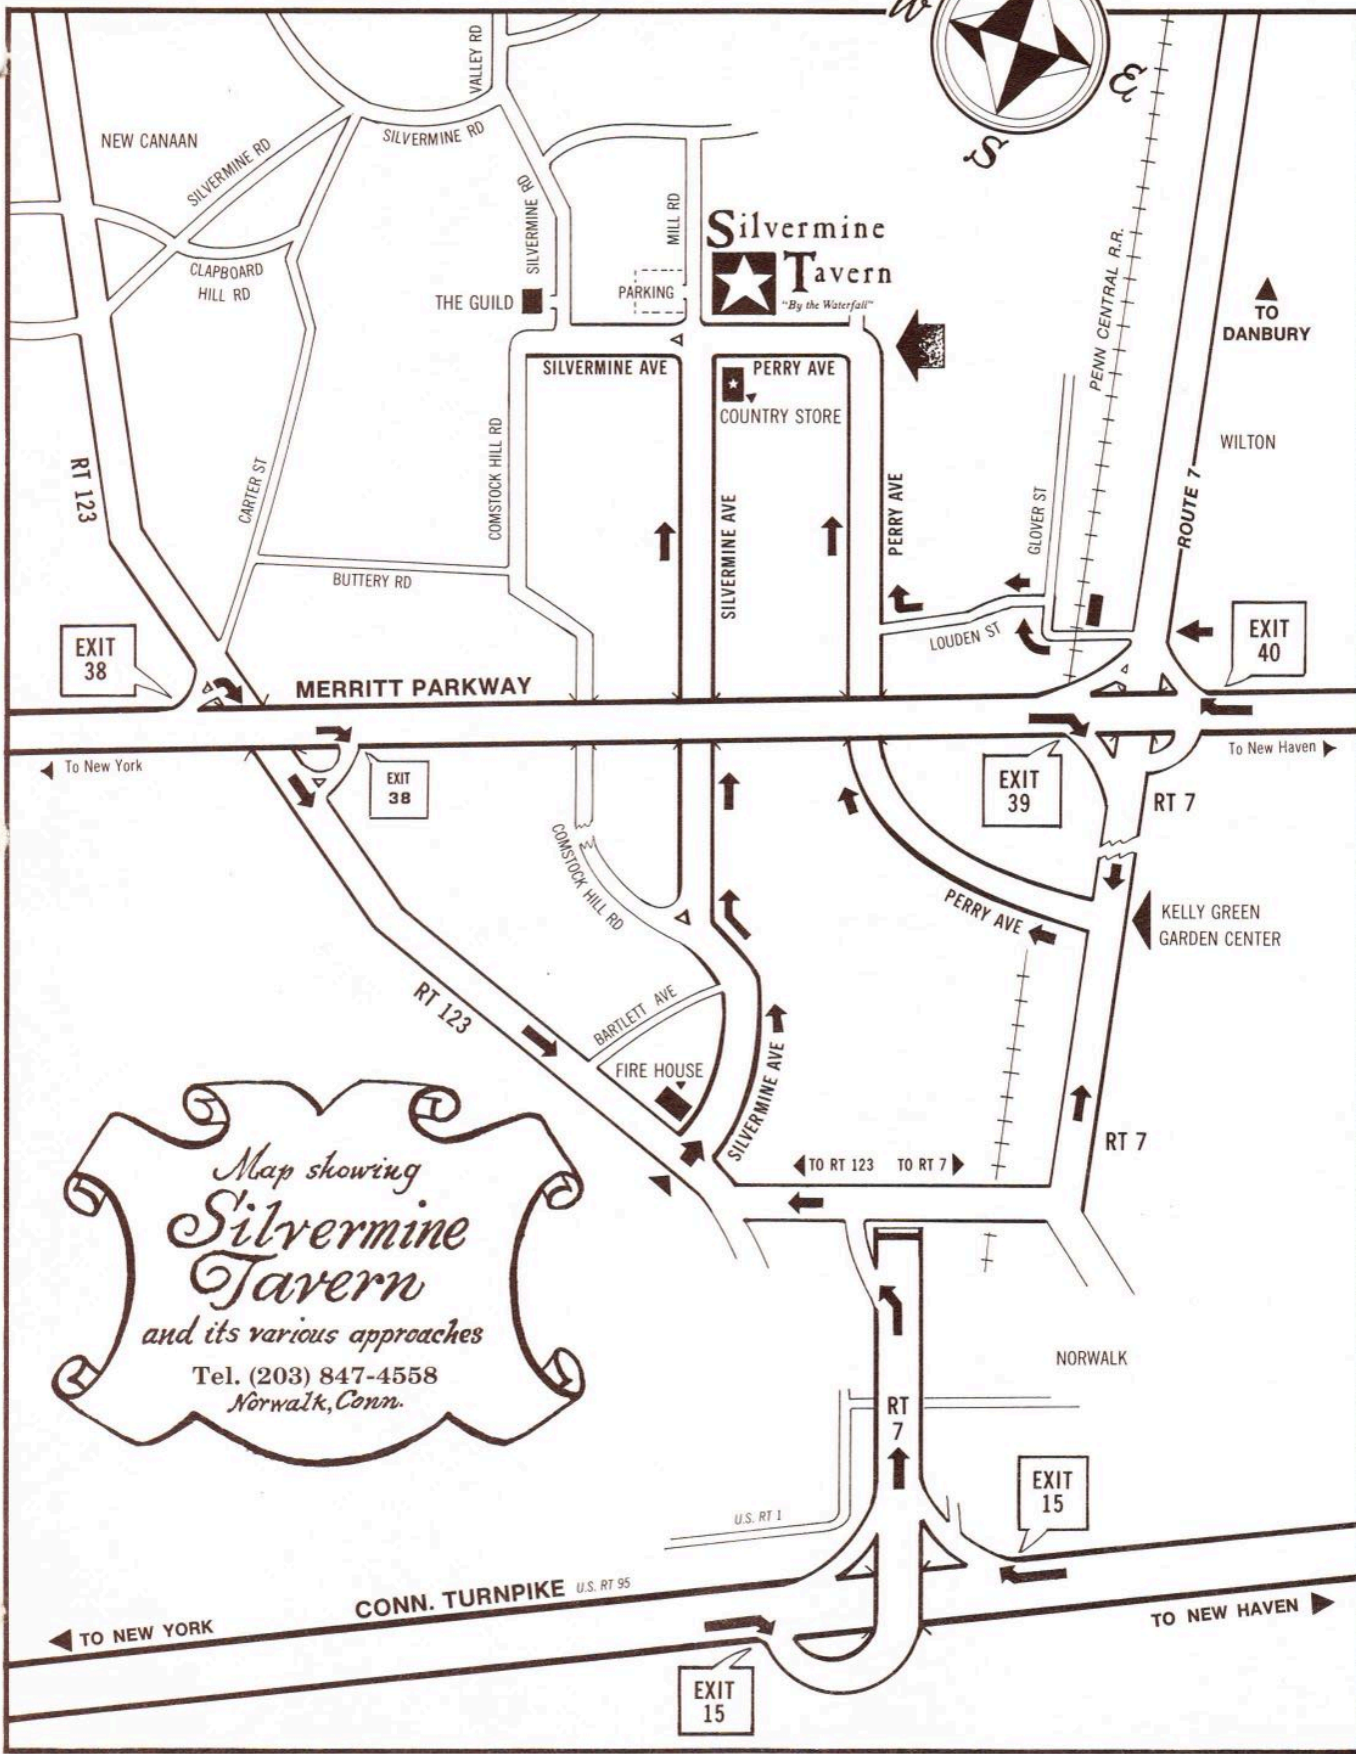 W
E
S
VALLEY RD
NEW CANAAN
SILVERMINE RD
SILVERMINE RD
SILVERMINE RD
MILL RD
Silvermine
Tavern
"By the Waterfall"
CLAPBOARD
HILL RD
THE GUILD
PARKING
PENN CENTRAL R.R.
TO
DANBURY
SILVERMINE AVE
PERRY AVE
COUNTRY STORE
WILTON
RT 123
CARTER ST
COMSTOCK HILL RD
SILVERMINE AVE
PERRY AVE
GLOVER ST
ROUTE 7
BUTTERY RD
LOUDEN ST
EXIT
38
EXIT
40
MERRITT PARKWAY
To New York
To New Haven
EXIT
38
EXIT
39
RT 7
COMSTOCK HILL RD
PERRY AVE
KELLY GREEN
GARDEN CENTER
RT 123
BARTLETT AVE
FIRE HOUSE
SILVERMINE AVE
RT 7
TO RT 123
TO RT 7
Map showing
Silvermine
Tavern
and its various approaches
Tel. (203) 847-4558
Norwalk, Conn.
NORWALK
RT
7
EXIT
15
U.S. RT 1
CONN. TURNPIKE U.S. RT 95
TO NEW YORK
TO NEW HAVEN
EXIT
15